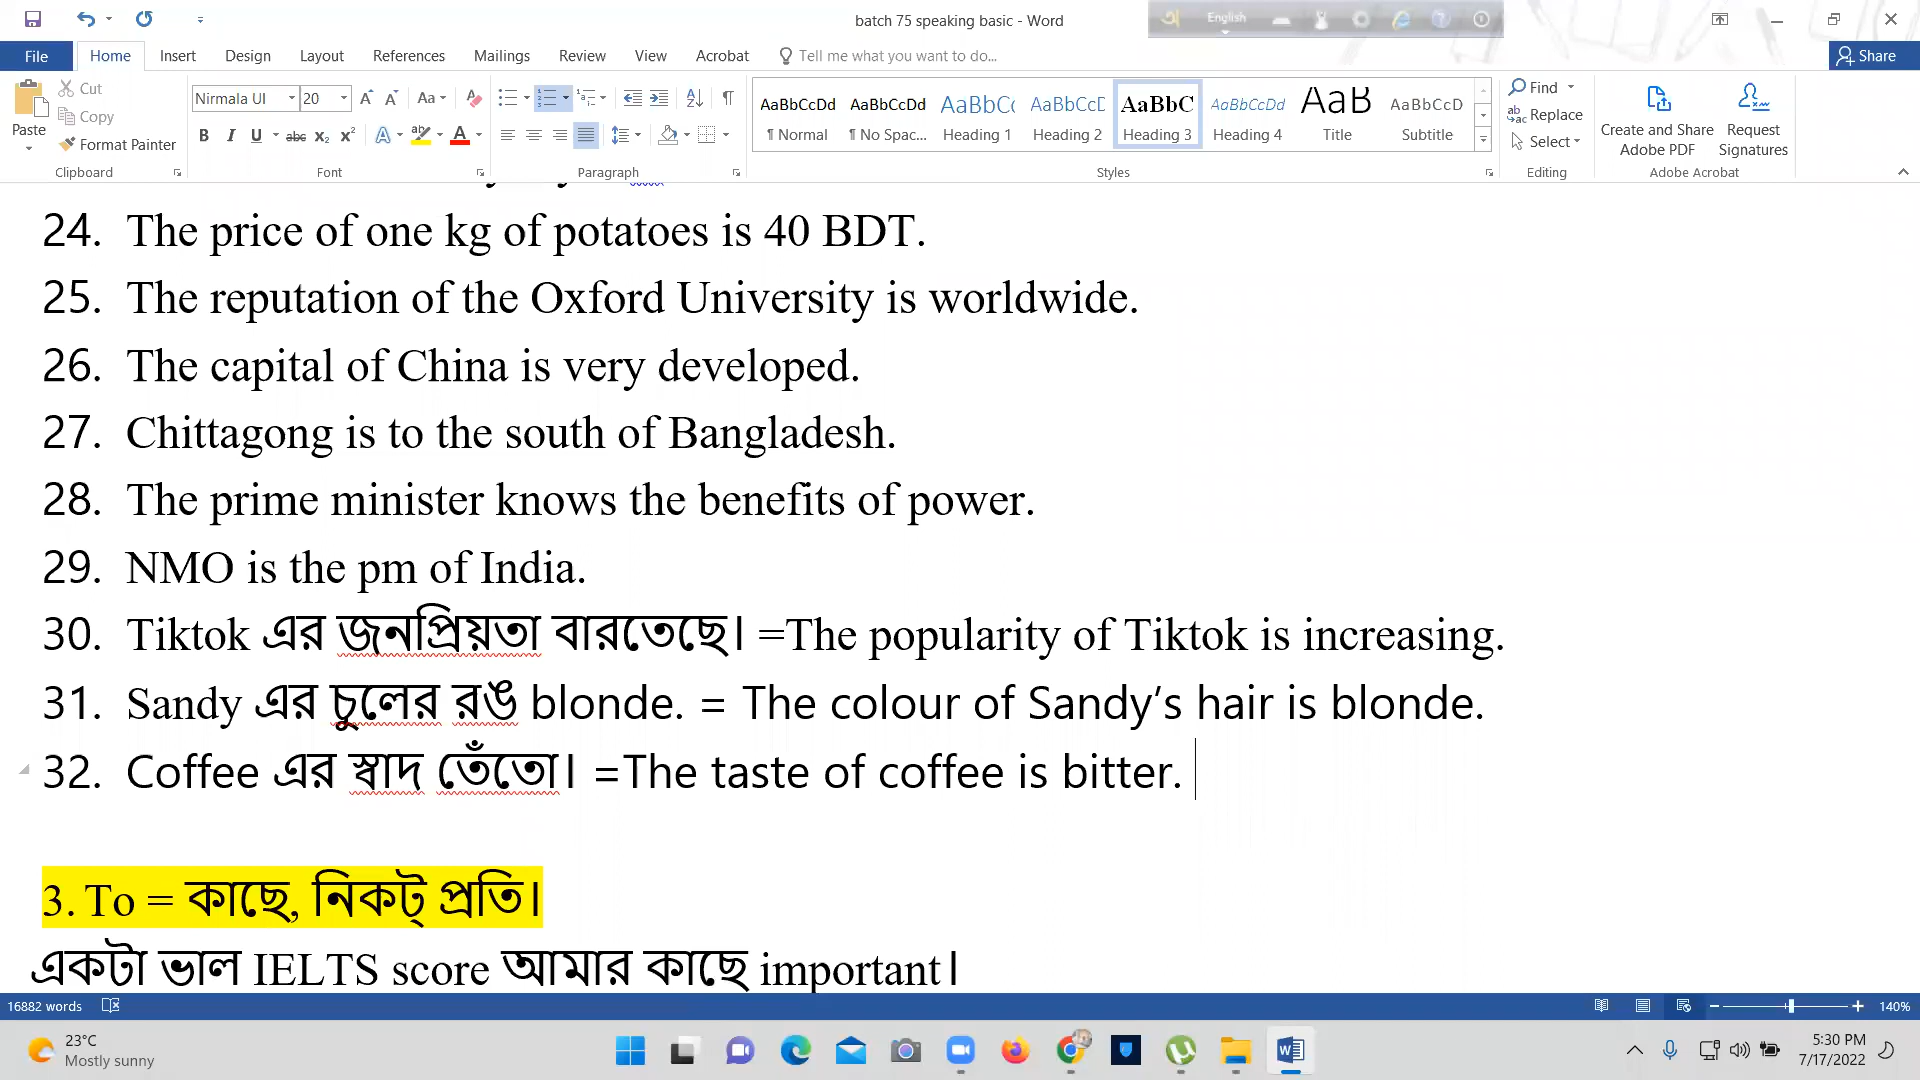 batch 75 speaking basic - Word
English
File Home Insert Design Layout References Mailings Review View Acrobat Tell me what you want to do... Share
Paste Cut Copy Format Painter Clipboard
Nirmala UI 20 Font
Paragraph
AaBbCcDd AaBbCcDd AaBbCc AaBbCcD AaBbC AaBbCcDd AaB AaBbCcD
¶ Normal ¶ No Spac... Heading 1 Heading 2 Heading 3 Heading 4 Title Subtitle
Styles
Find Replace Select Editing
Create and Share Adobe PDF Request Signatures Adobe Acrobat
24. The price of one kg of potatoes is 40 BDT.
25. The reputation of the Oxford University is worldwide.
26. The capital of China is very developed.
27. Chittagong is to the south of Bangladesh.
28. The prime minister knows the benefits of power.
29. NMO is the pm of India.
30. Tiktok এর জনপ্রিয়তা বারতেছে। =The popularity of Tiktok is increasing.
31. Sandy এর চুলের রঙ blonde. = The colour of Sandy’s hair is blonde.
32. Coffee এর স্বাদ তেঁতো। =The taste of coffee is bitter.
3. To = কাছে, নিকট্ প্রতি।
একটা ভাল IELTS score আমার কাছে important।
16882 words 140%
23°C
Mostly sunny
5:30 PM
7/17/2022